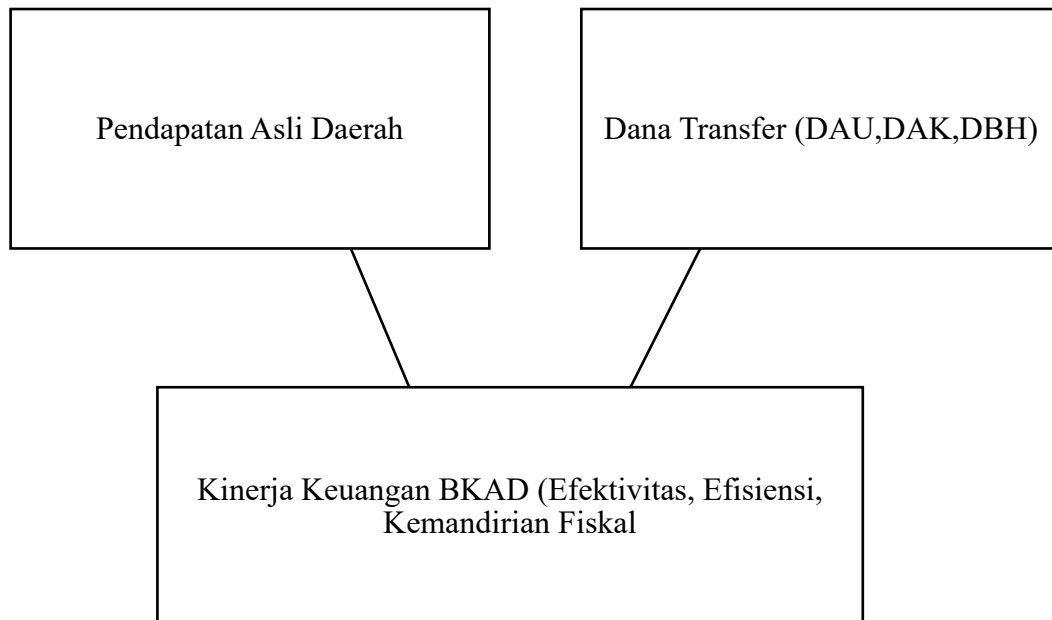 Pendapatan Asli Daerah
Dana Transfer (DAU,DAK,DBH)
Kinerja Keuangan BKAD (Efektivitas, Efisiensi,
Kemandirian Fiskal